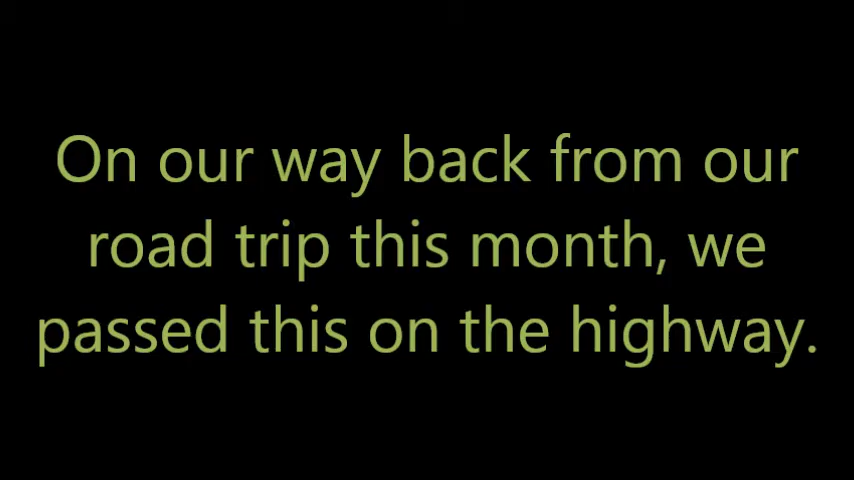 On our way back from our
road trip this month, we
passed this on the highway.